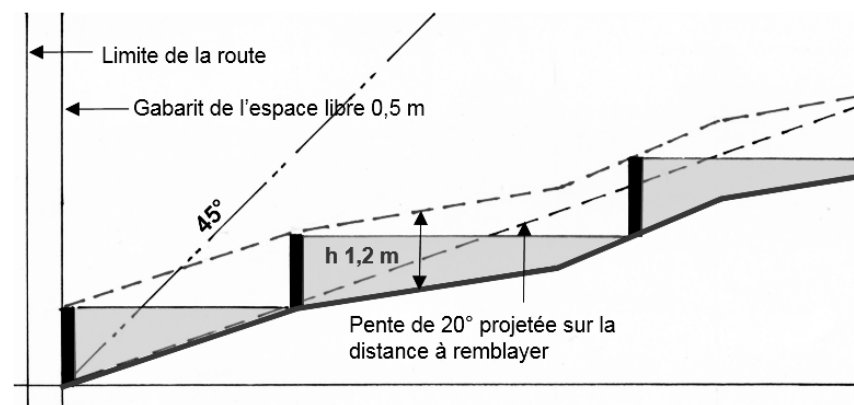 Limite de la route
Gabarit de l’espace libre 0,5 m
45°
h 1,2 m
Pente de 20° projetée sur la
distance à remblayer